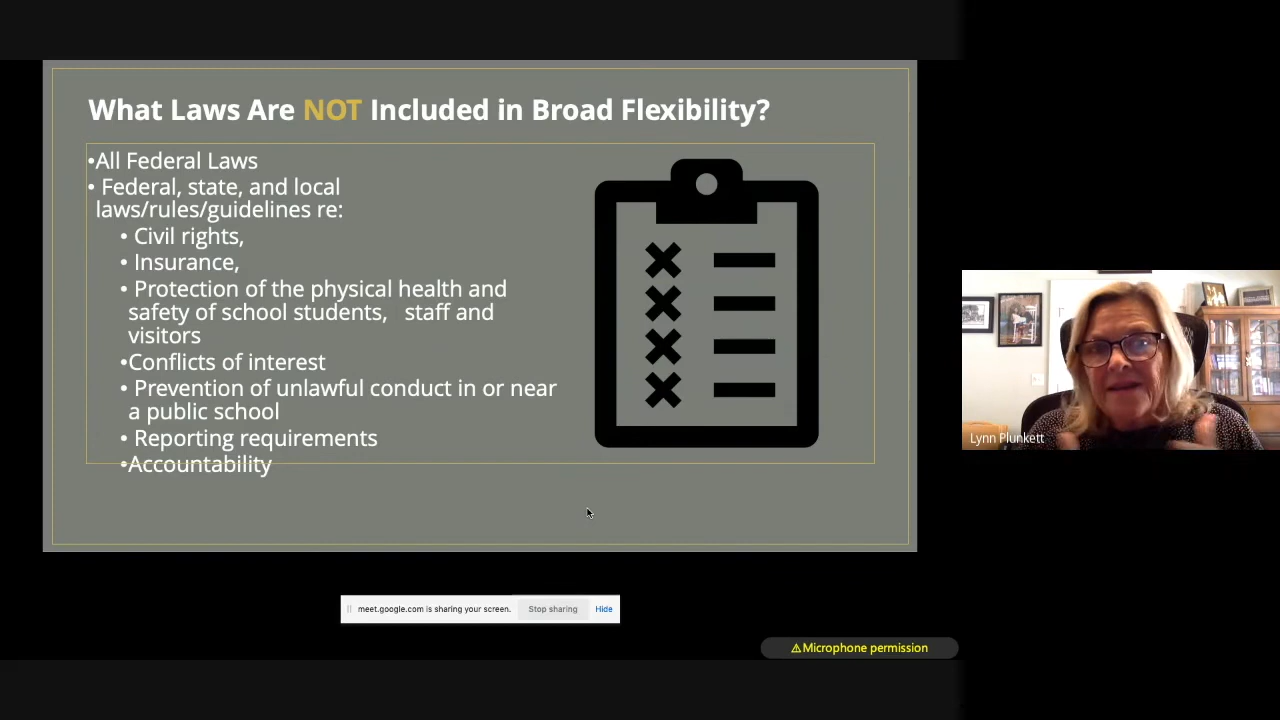 What Laws Are NOT Included in Broad Flexibility?
•All Federal Laws
• Federal, state, and local
laws/rules/guidelines re:
• Civil rights,
• Insurance,
• Protection of the physical health and
safety of school students, staff and
visitors
•Conflicts of interest
• Prevention of unlawful conduct in or near
a public school
• Reporting requirements
•Accountability
Lynn Plunkett
meet.google.com is sharing your screen. Stop sharing Hide
⚠Microphone permission